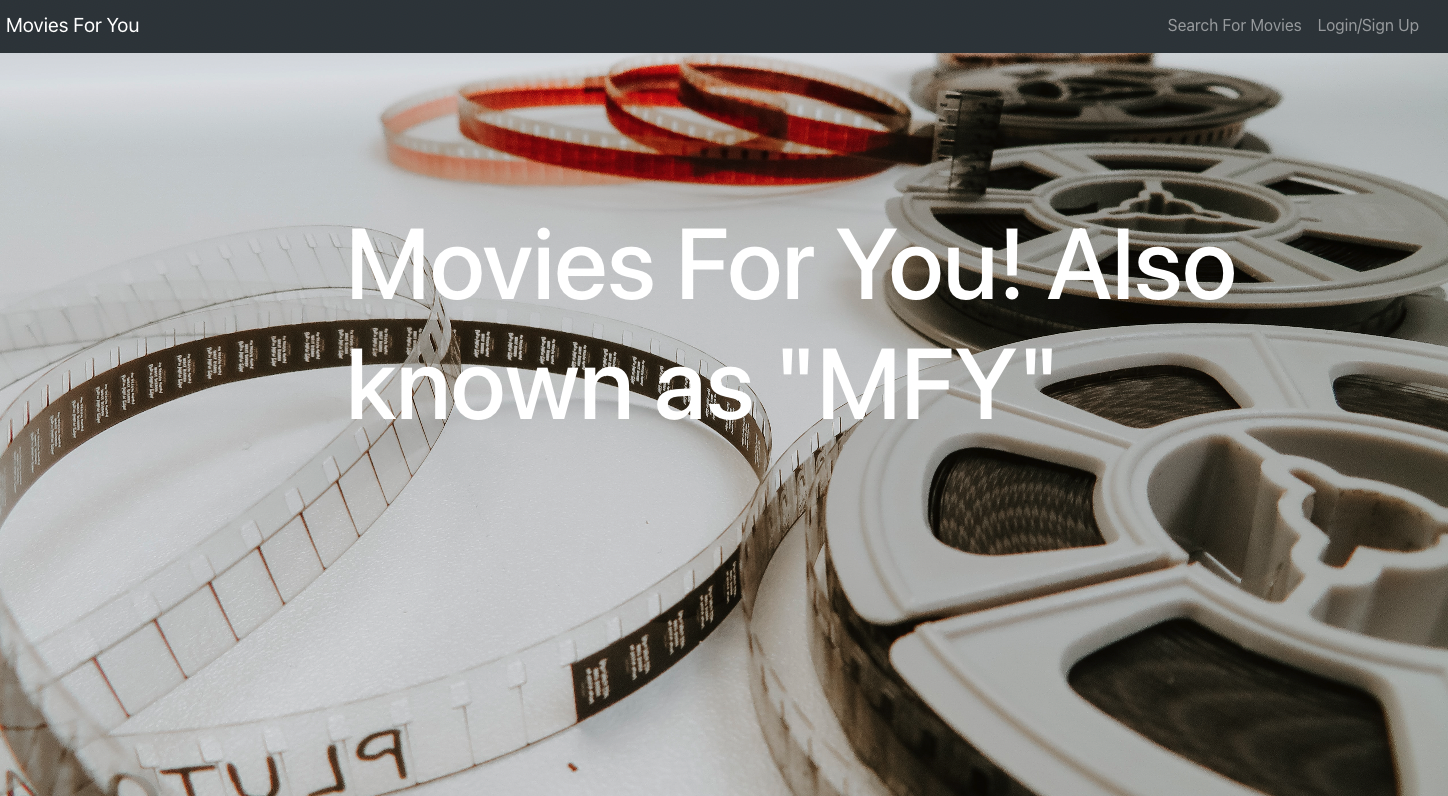 Movies For You
Search For Movies Login/Sign Up
Movies For You! Also
known as "MFY"
PLUTO